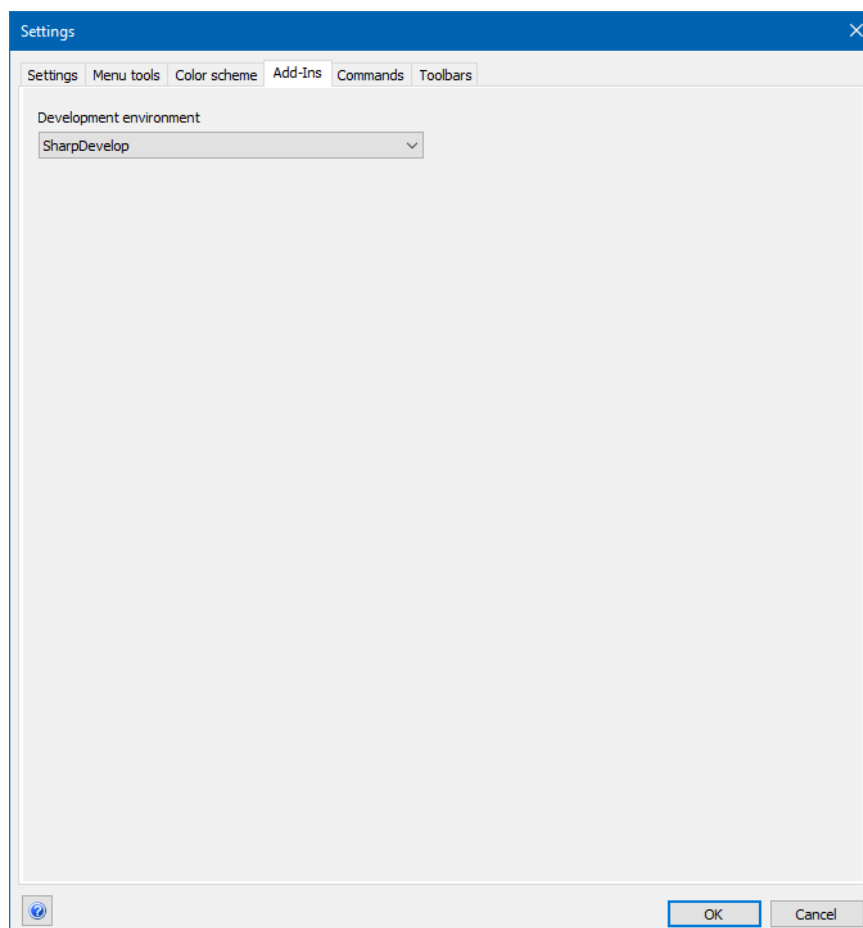 Settings
Settings Menu tools Color scheme Add-Ins Commands Toolbars
Development environment
SharpDevelop
OK Cancel